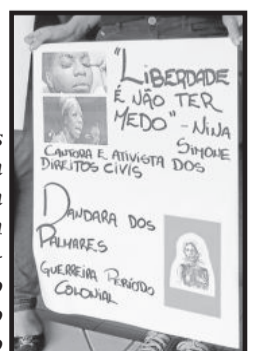 "LIBERDADE
É NÃO TER
MEDO" - NINA
SIMONE
CANTORA E ATIVISTA DOS
DIREITOS CIVIS
DANDARA DOS
PALMARES
GUERREIRA PERÍODO
COLONIAL